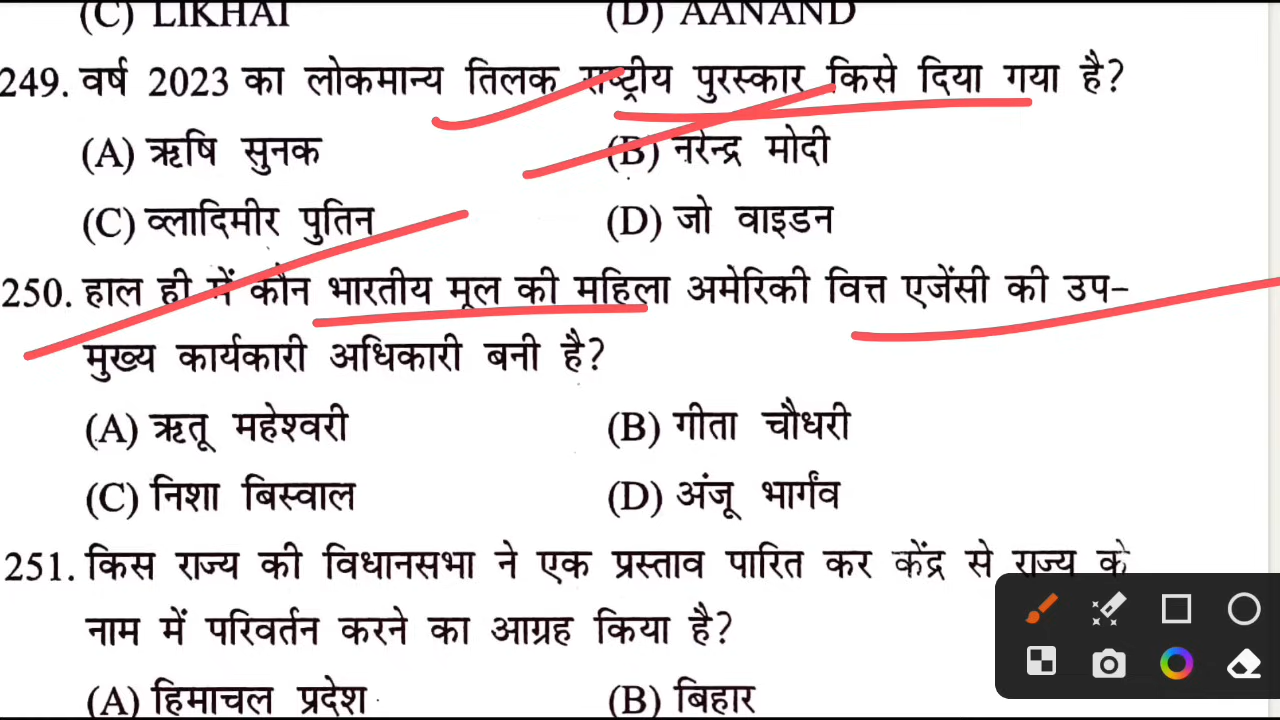 (C) LIKHAI (D) AANAND
249. वर्ष 2023 का लोकमान्य तिलक राष्ट्रीय पुरस्कार किसे दिया गया है?
(A) ऋषि सुनक (B) नरेन्द्र मोदी
(C) व्लादिमीर पुतिन (D) जो वाइडन
250. हाल ही में कौन भारतीय मूल की महिला अमेरिकी वित्त एजेंसी की उप-
मुख्य कार्यकारी अधिकारी बनी है?
(A) ऋतू महेश्वरी (B) गीता चौधरी
(C) निशा बिस्वाल (D) अंजू भार्गव
251. किस राज्य की विधानसभा ने एक प्रस्ताव पारित कर केंद्र से राज्य के
नाम में परिवर्तन करने का आग्रह किया है?
(A) हिमाचल प्रदेश (B) बिहार